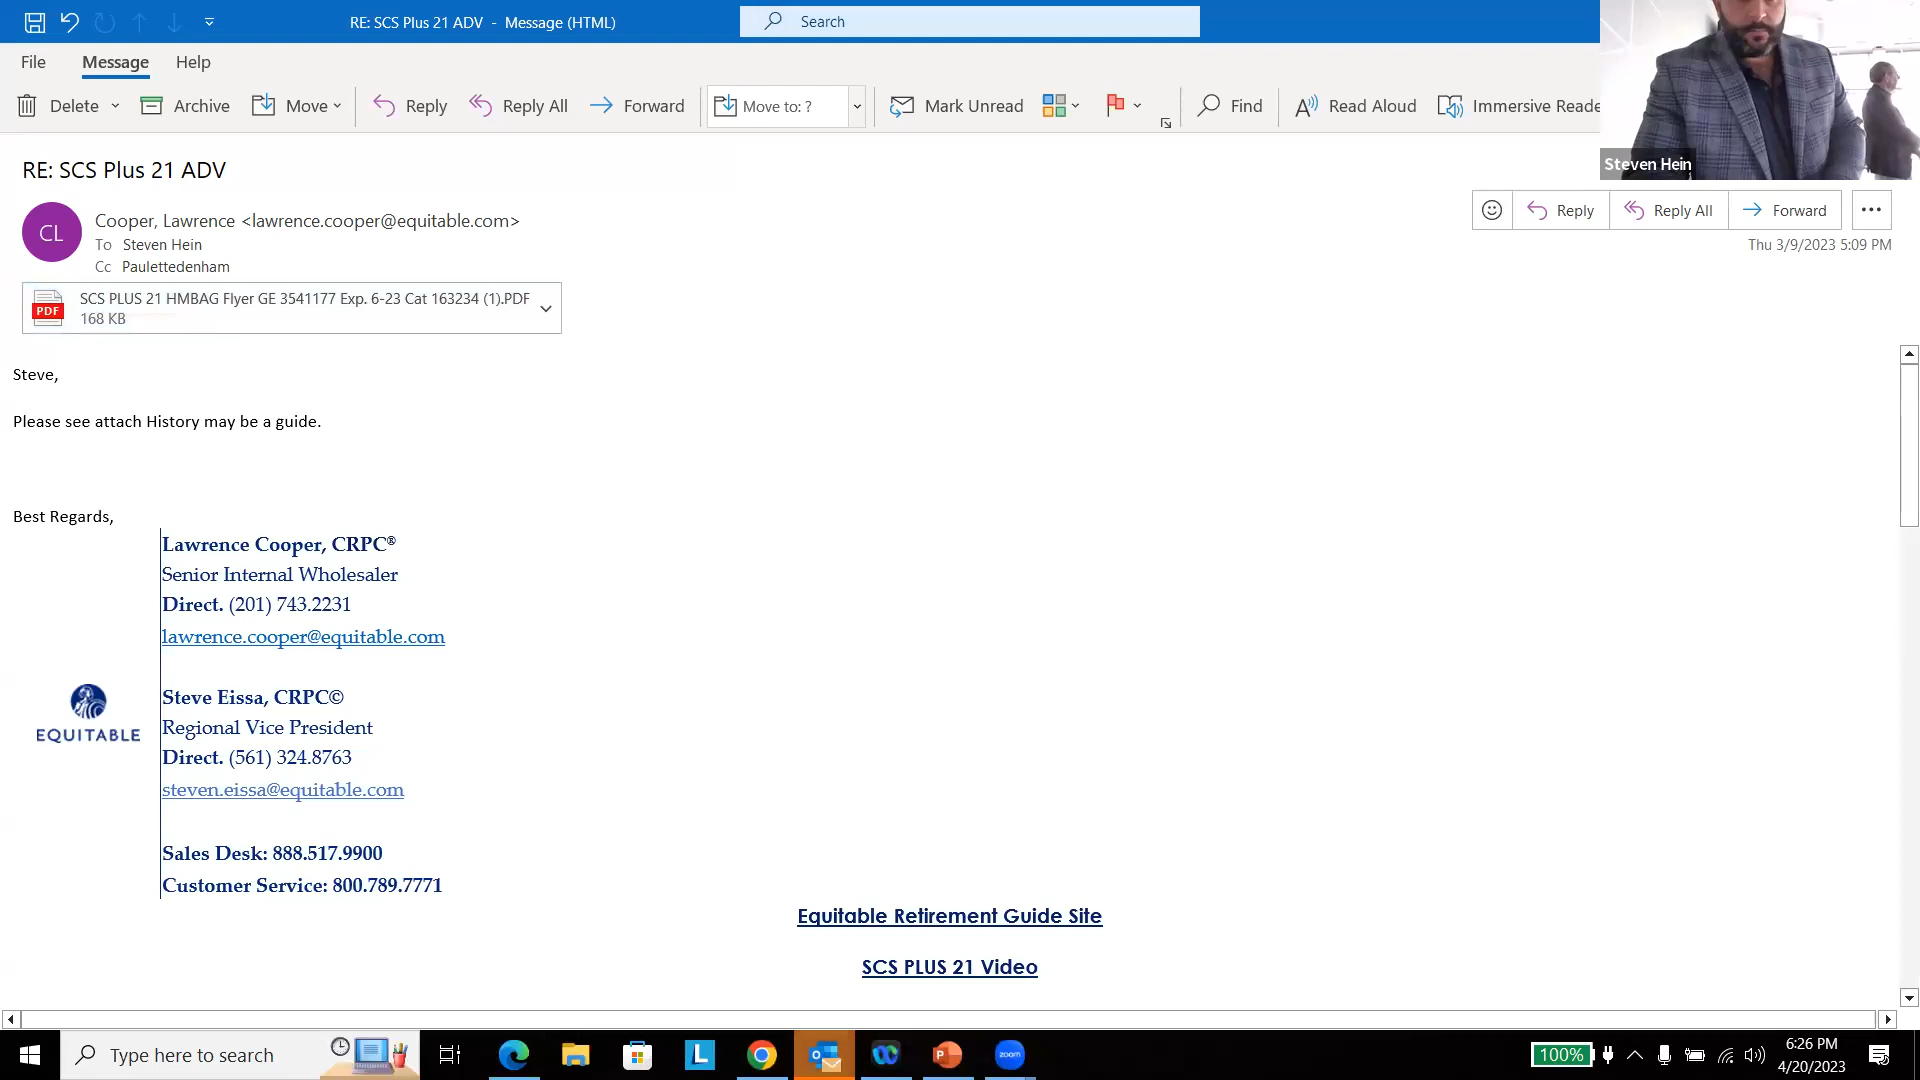 RE: SCS Plus 21 ADV - Message (HTML)
Search
File Message Help
Delete Archive Move Reply Reply All Forward Move to: ? Mark Unread Find Read Aloud Immersive Reade
Steven Hein
RE: SCS Plus 21 ADV
CL
Cooper, Lawrence <lawrence.cooper@equitable.com>
To Steven Hein
Cc Paulettedenham
Reply Reply All Forward
Thu 3/9/2023 5:09 PM
PDF
SCS PLUS 21 HMBAG Flyer GE 3541177 Exp. 6-23 Cat 163234 (1).PDF
168 KB
Steve,
Please see attach History may be a guide.
Best Regards,
Lawrence Cooper, CRPC®
Senior Internal Wholesaler
Direct. (201) 743.2231
lawrence.cooper@equitable.com
EQUITABLE
Steve Eissa, CRPC©
Regional Vice President
Direct. (561) 324.8763
steven.eissa@equitable.com
Sales Desk: 888.517.9900
Customer Service: 800.789.7771
Equitable Retirement Guide Site
SCS PLUS 21 Video
Type here to search
L
P
zoom
100%
6:26 PM
4/20/2023